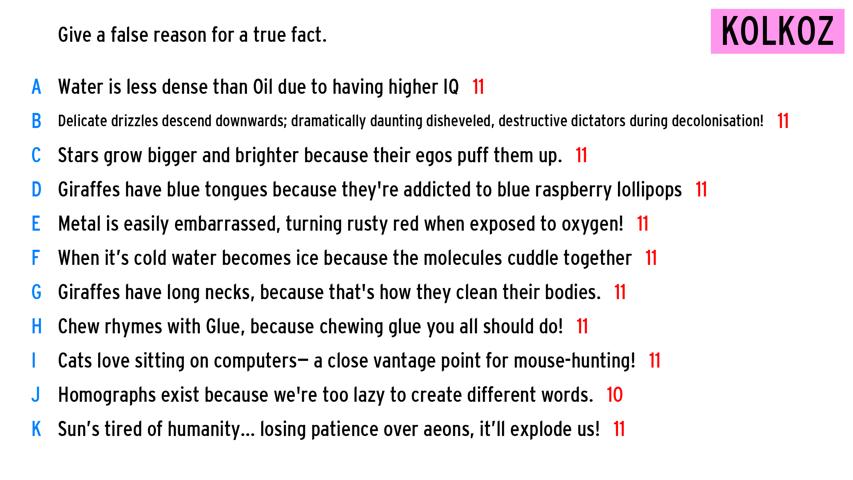 Give a false reason for a true fact.
KOLKOZ
A Water is less dense than Oil due to having higher IQ 11
B Delicate drizzles descend downwards; dramatically daunting disheveled, destructive dictators during decolonisation! 11
C Stars grow bigger and brighter because their egos puff them up. 11
D Giraffes have blue tongues because they're addicted to blue raspberry lollipops 11
E Metal is easily embarrassed, turning rusty red when exposed to oxygen! 11
F When it’s cold water becomes ice because the molecules cuddle together 11
G Giraffes have long necks, because that's how they clean their bodies. 11
H Chew rhymes with Glue, because chewing glue you all should do! 11
I Cats love sitting on computers— a close vantage point for mouse-hunting! 11
J Homographs exist because we're too lazy to create different words. 10
K Sun’s tired of humanity... losing patience over aeons, it’ll explode us! 11